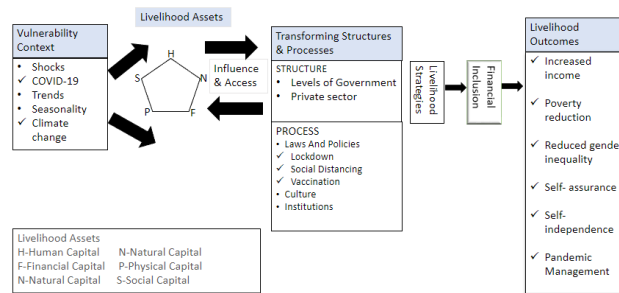 Livelihood Assets
Vulnerability
Context
• Shocks
✓ COVID-19
• Trends
• Seasonality
✓ Climate
change
H
S
N
P
F
Influence
& Access
Transforming Structures
& Processes
STRUCTURE
• Levels of Government
• Private sector
PROCESS
• Laws And Policies
✓ Lockdown
✓ Social Distancing
✓ Vaccination
• Culture
• Institutions
Livelihood
Strategies
Financial
Inclusion
Livelihood
Outcomes
✓ Increased
income
✓ Poverty
reduction
✓ Reduced gende
inequality
✓ Self- assurance
✓ Self-
independence
✓ Pandemic
Management
Livelihood Assets
H-Human Capital N-Natural Capital
F-Financial Capital P-Physical Capital
N-Natural Capital S-Social Capital